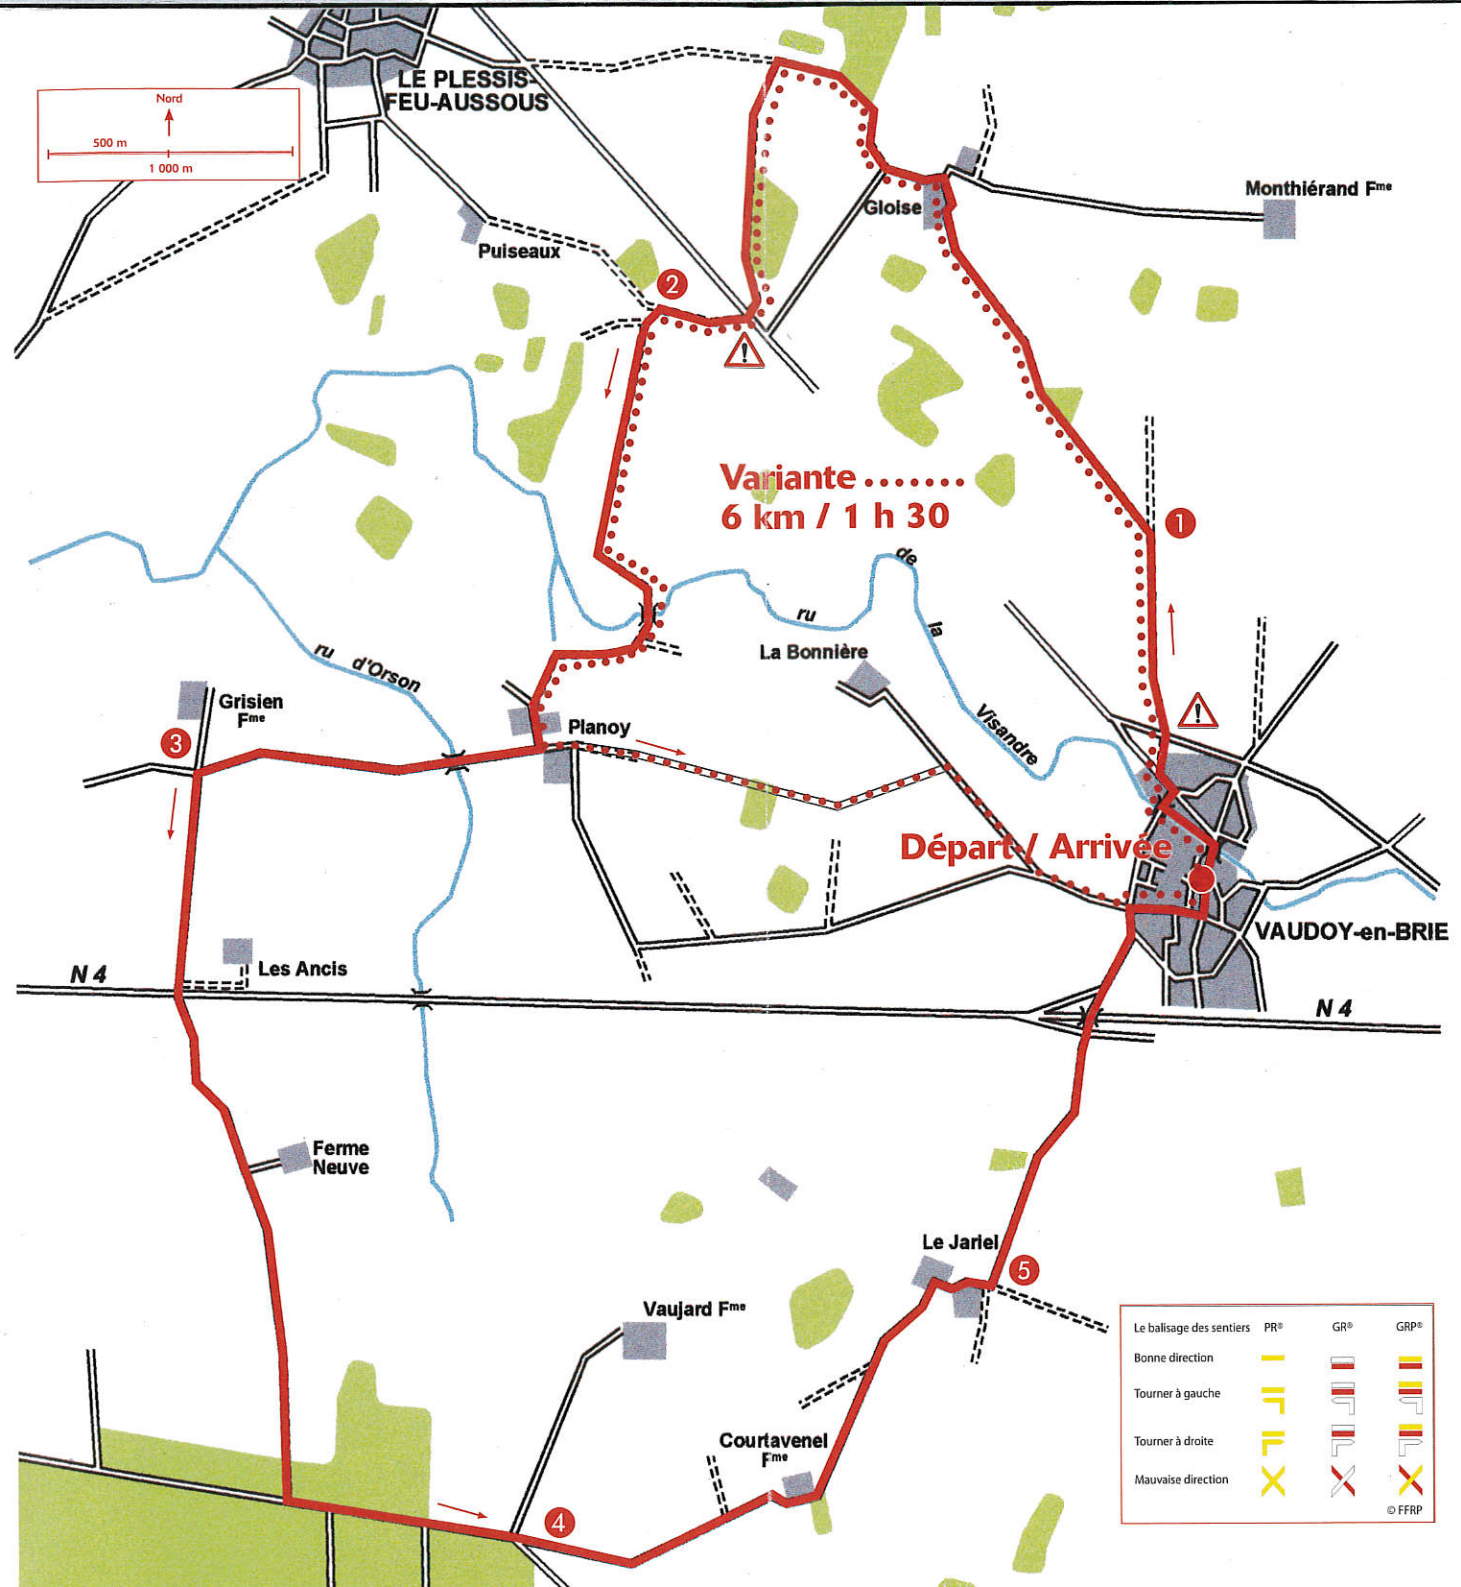 LE PLESSIS-
FEU-AUSSOUS
Nord
500 m
1 000 m
Monthiérand Fme
Gloise
Puiseaux
2
Variante
6 km / 1 h 30
1
de
ru
la
La Bonnière
ru d'Orson
Grisien
Fme
Visandre
Planoy
3
Départ / Arrivée
VAUDOY-en-BRIE
Les Ancis
N 4
N 4
Ferme
Neuve
Le Jariel
5
Vaujard Fme
Le balisage des sentiers PR® GR® GRP®
Bonne direction
Tourner à gauche
Tourner à droite
Mauvaise direction
© FFRP
Courtavenel
Fme
4